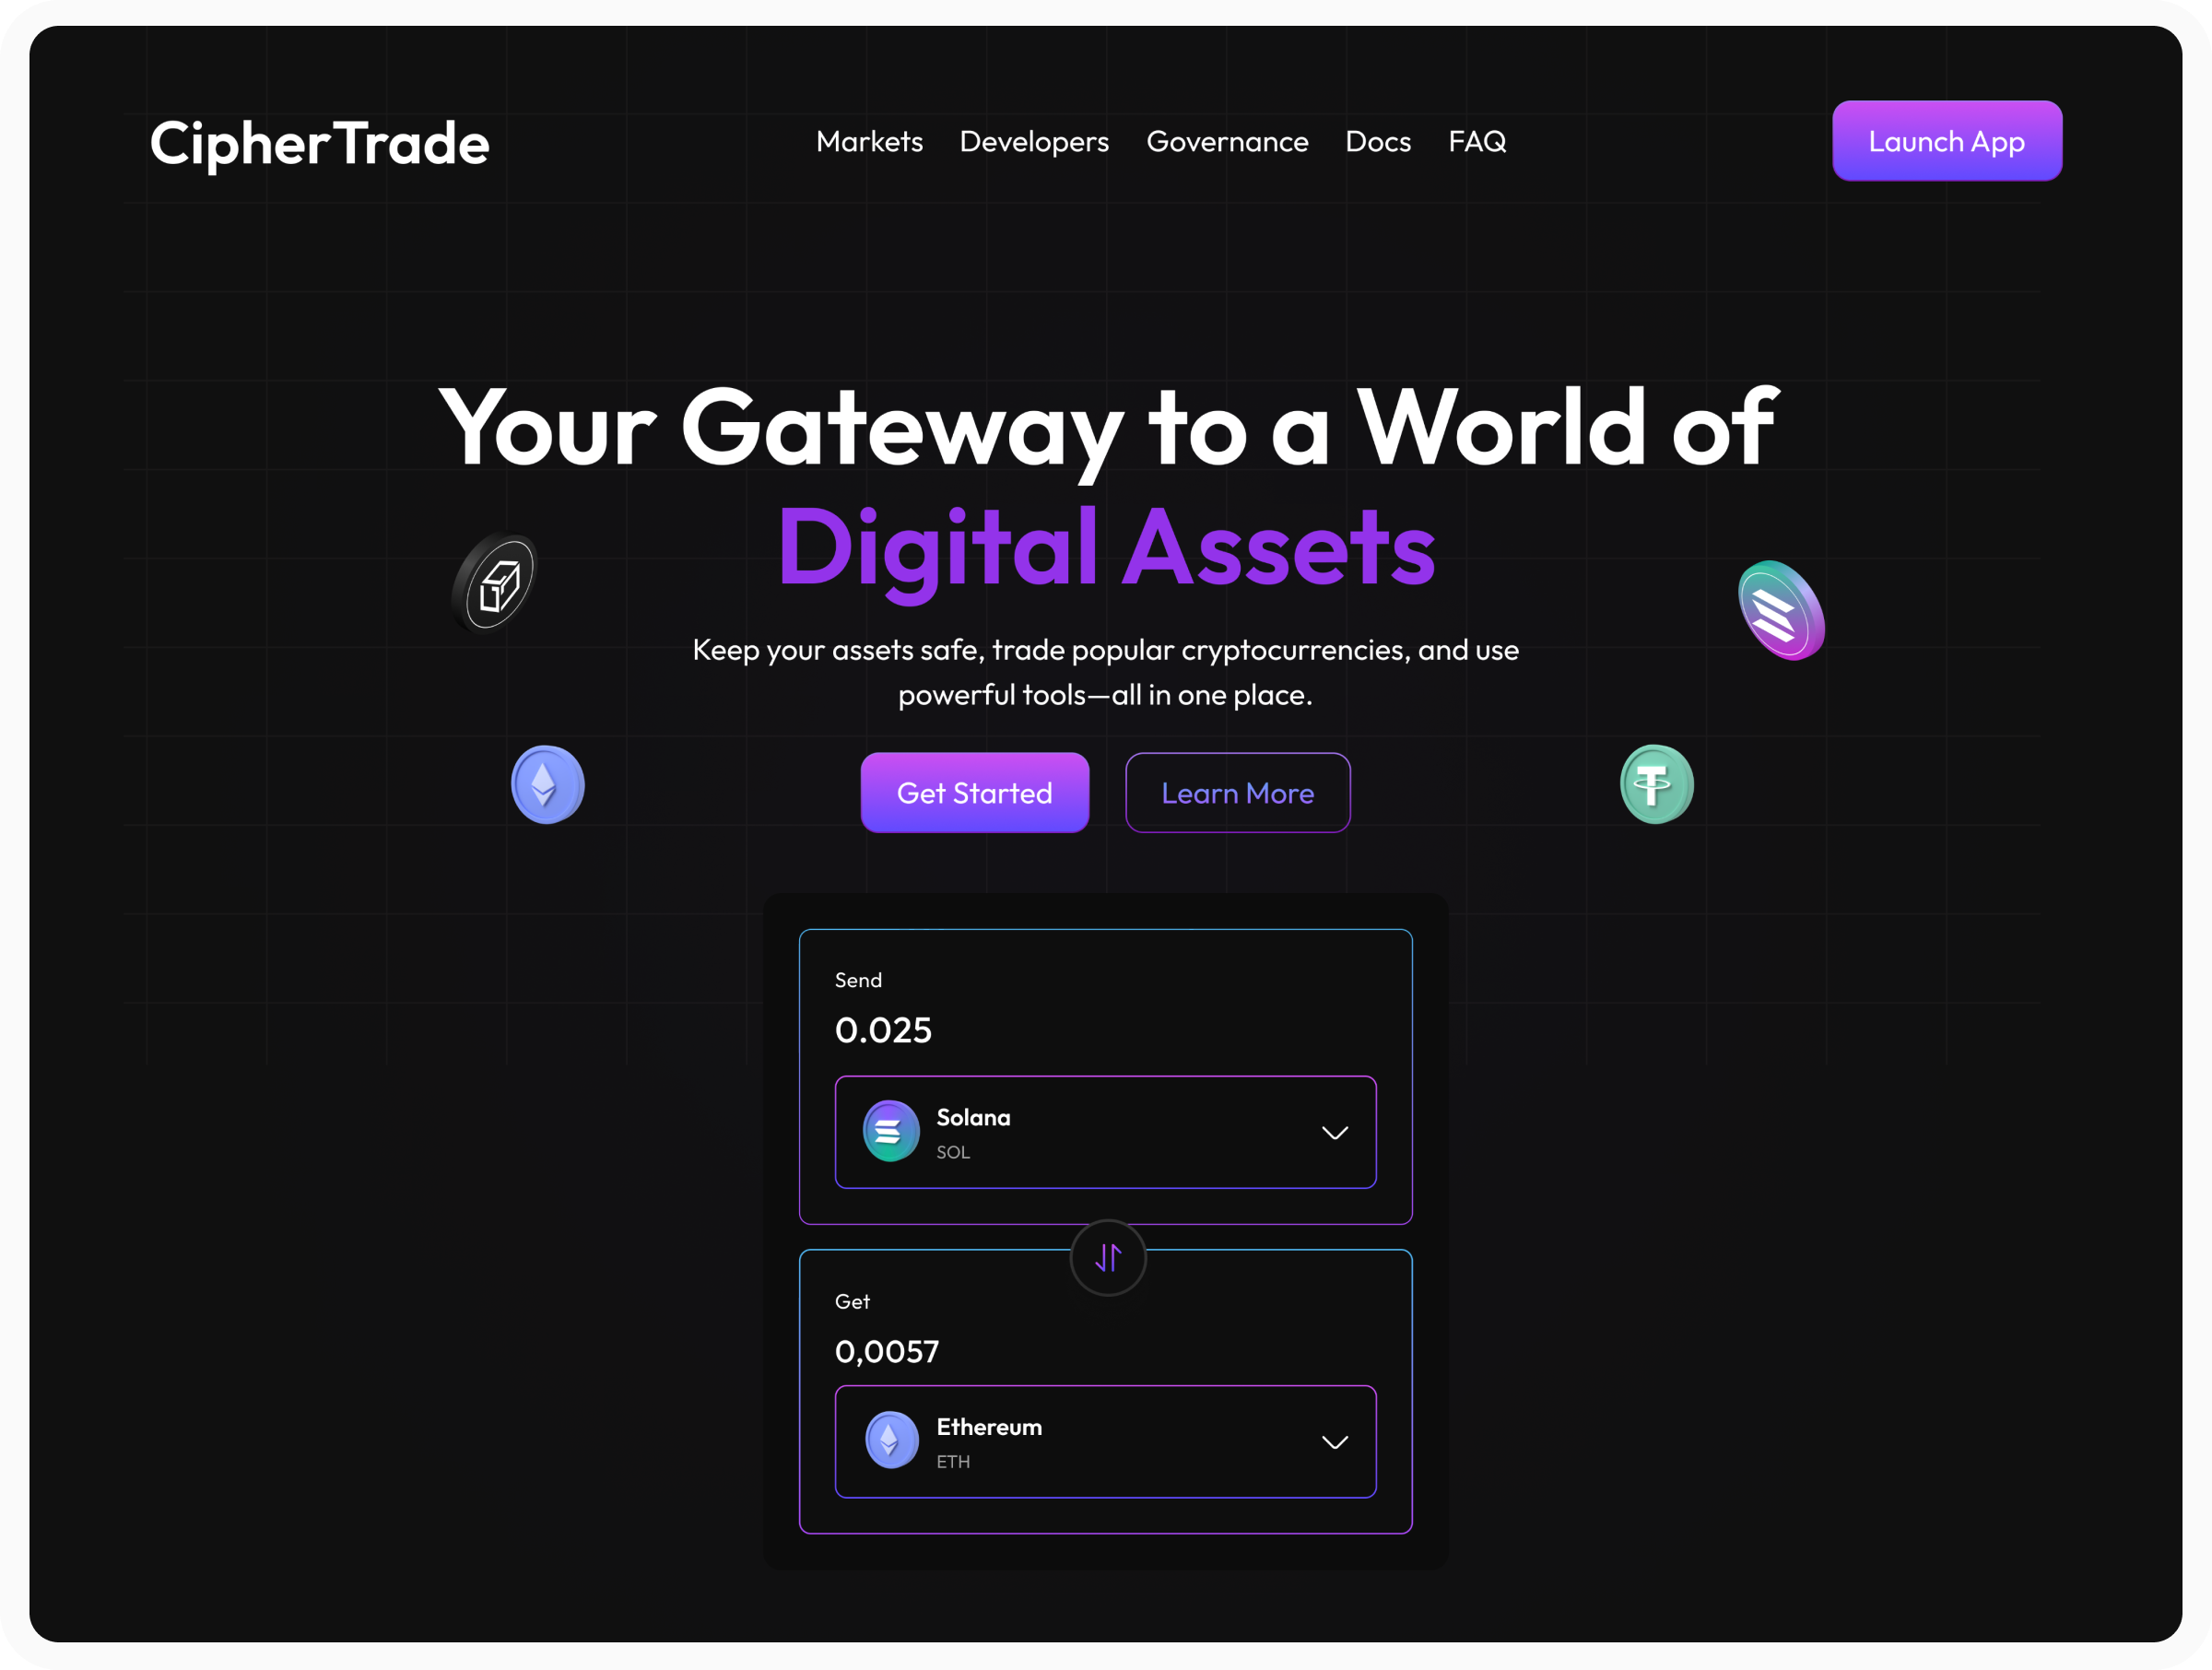 CipherTrade
Markets Developers Governance Docs FAQ
Launch App
Your Gateway to a World of
Digital Assets
Keep your assets safe, trade popular cryptocurrencies, and use
powerful tools—all in one place.
Get Started
Learn More
Send
0.025
Solana
SOL
Get
0,0057
Ethereum
ETH